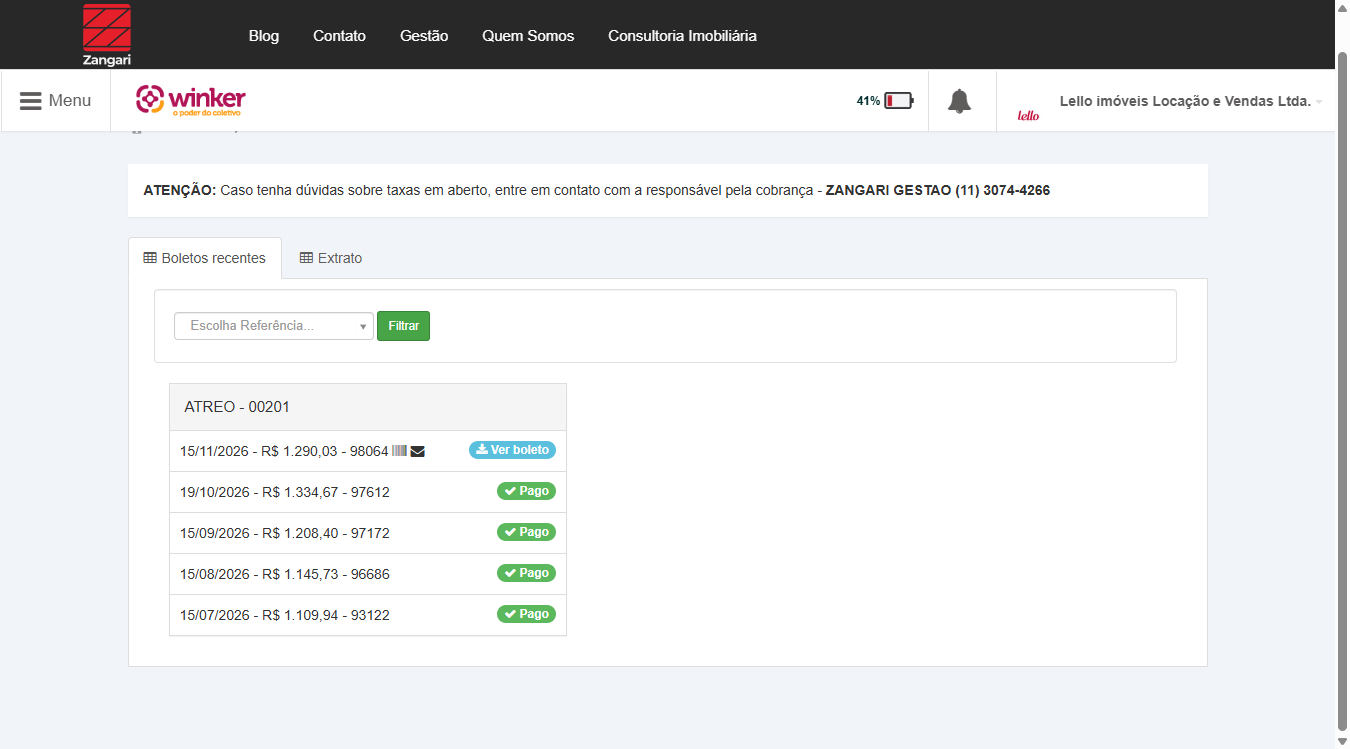 Zangari
Blog Contato Gestão Quem Somos Consultoria Imobiliária
Menu
winker
o poder do coletivo
41%
lello
Lello imóveis Locação e Vendas Ltda.
ATENÇÃO: Caso tenha dúvidas sobre taxas em aberto, entre em contato com a responsável pela cobrança - ZANGARI GESTAO (11) 3074-4266
Boletos recentes Extrato
Escolha Referência... Filtrar
ATREO - 00201
15/11/2026 - R$ 1.290,03 - 98064 Ver boleto
19/10/2026 - R$ 1.334,67 - 97612 Pago
15/09/2026 - R$ 1.208,40 - 97172 Pago
15/08/2026 - R$ 1.145,73 - 96686 Pago
15/07/2026 - R$ 1.109,94 - 93122 Pago